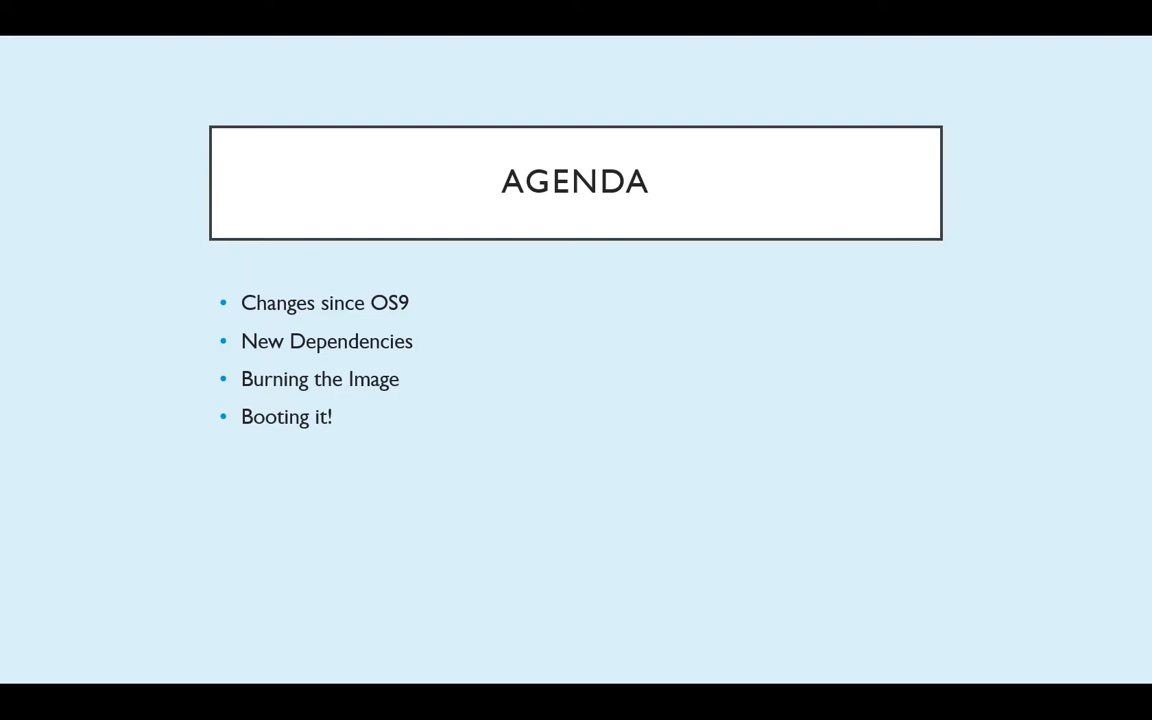 AGENDA
• Changes since OS9
• New Dependencies
• Burning the Image
• Booting it!